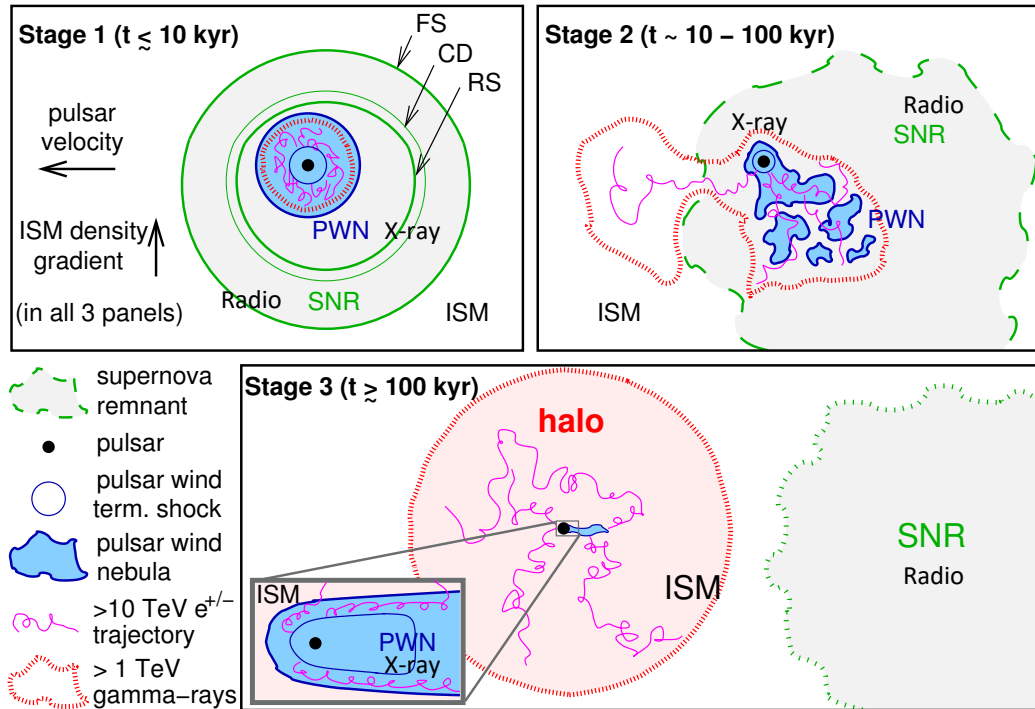 Stage 1 (t ≲ 10 kyr)
FS
CD
RS
pulsar
velocity
ISM density
gradient
(in all 3 panels)
PWN
X-ray
Radio
SNR
ISM
Stage 2 (t ~ 10 – 100 kyr)
Radio
SNR
X-ray
PWN
ISM
supernova
remnant
pulsar
pulsar wind
term. shock
pulsar wind
nebula
>10 TeV e+/−
trajectory
> 1 TeV
gamma−rays
Stage 3 (t ≳ 100 kyr)
halo
ISM
SNR
Radio
ISM
PWN
X-ray